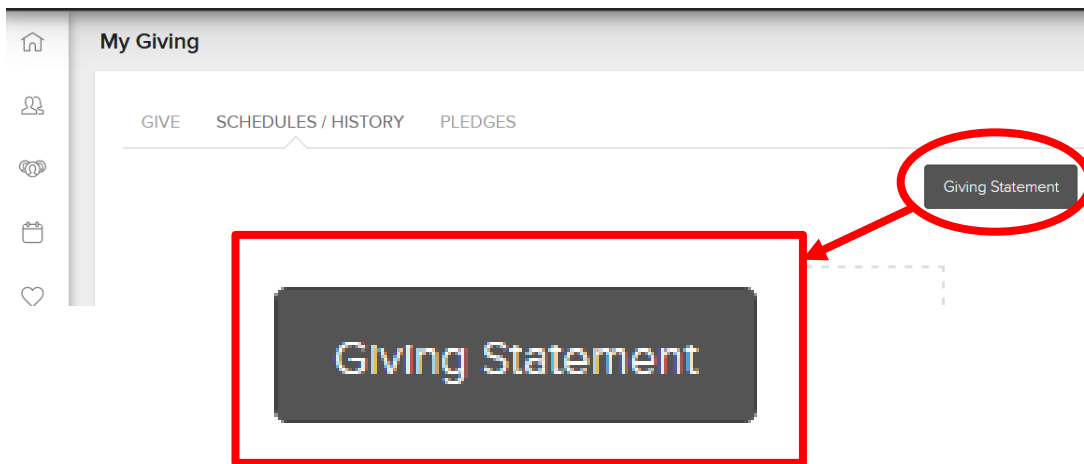 My Giving
GIVE SCHEDULES / HISTORY PLEDGES
Giving Statement
Giving Statement